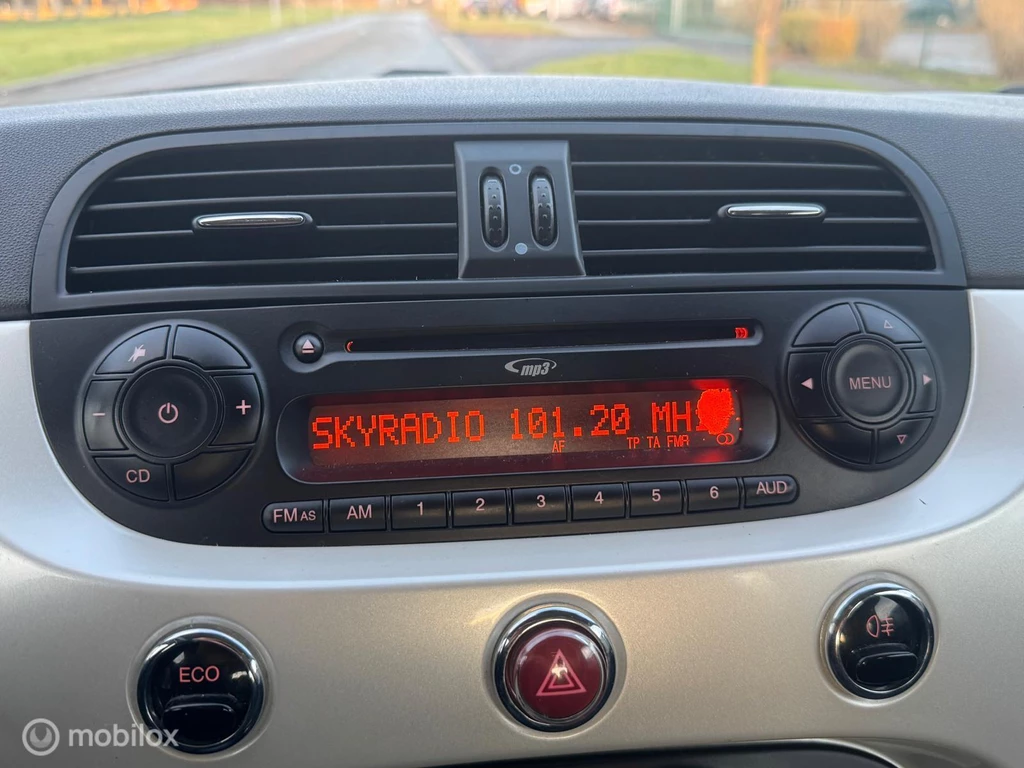 mp3
SKYRADIO 101.20 MH
AF TP TA FMA
MENU
CD
FM AS AM 1 2 3 4 5 6 AUD
ECO
mobilox